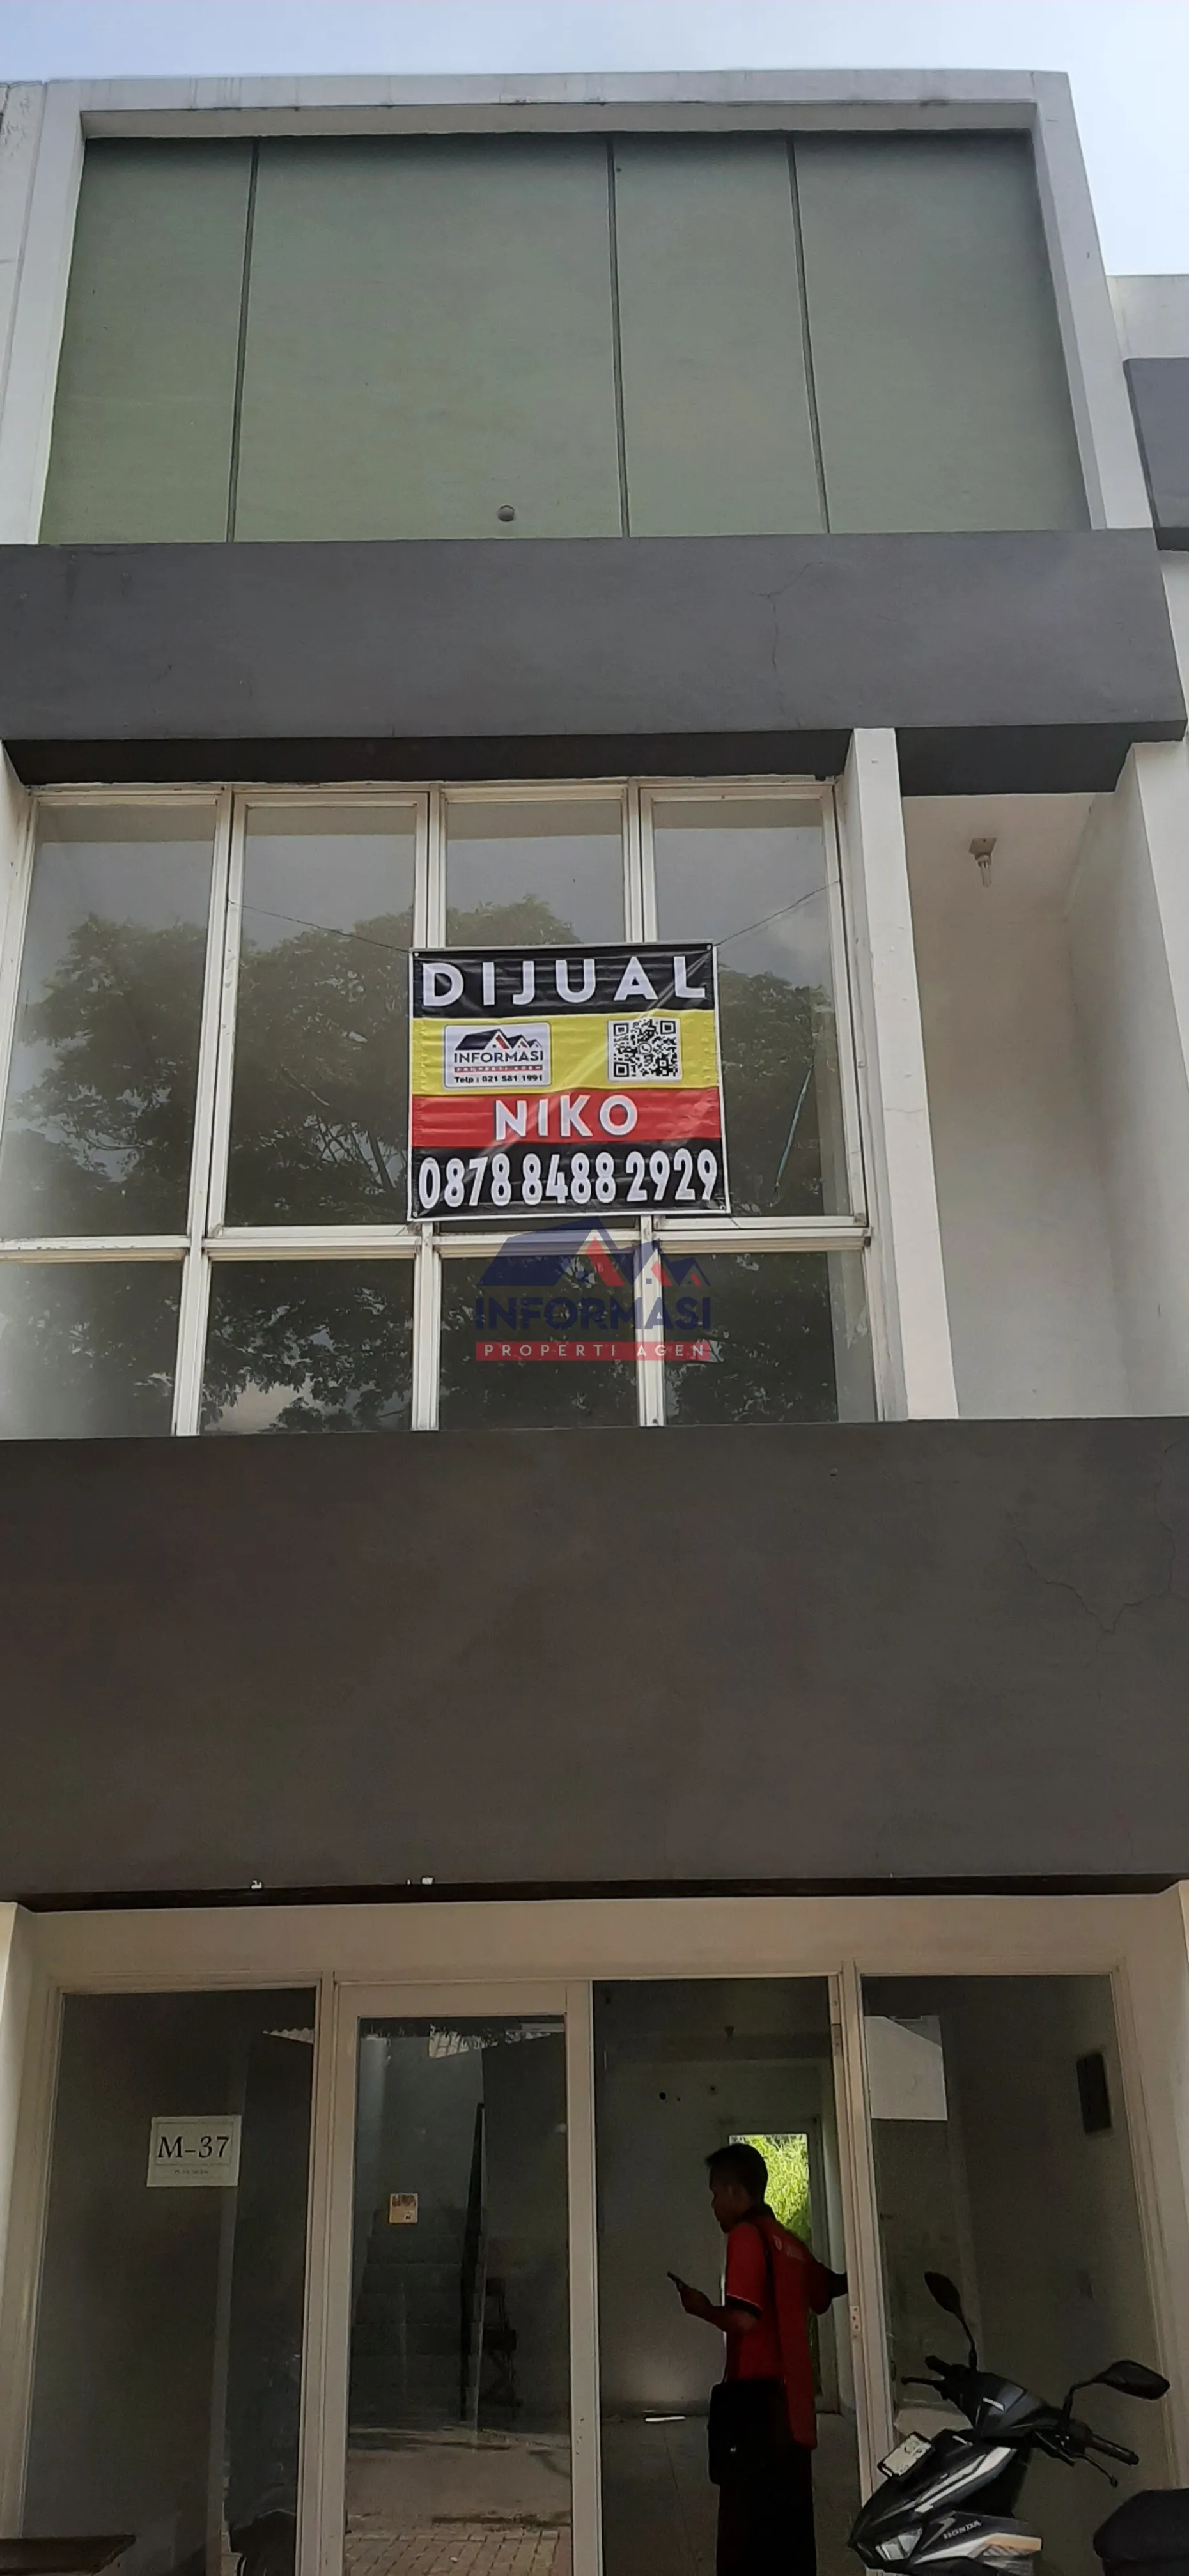 DIJUAL
INFORMASI
PROPERTI AGEN
Telp : 021 581 1991
NIKO
0878 8488 2929
INFORMASI
PROPERTI AGEN
M-37
HONDA